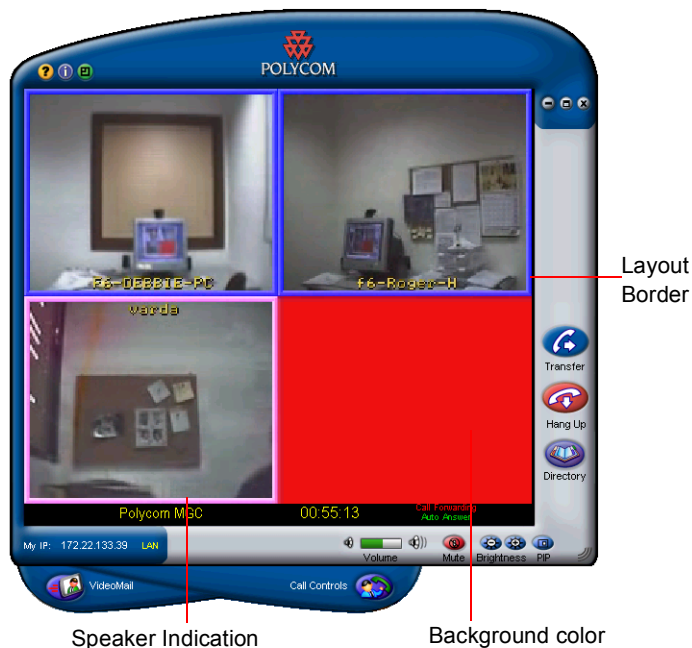 POLYCOM
F6-DEBBIE-PC
f6-Roger-H
Layout
Border
varda
Transfer
Hang Up
Directory
Polycom MGC
00:55:13
Call Forwarding
Auto Answer
My IP: 172.22.133.39 LAN
Volume
Mute
Brightness
PIP
VideoMail
Call Controls
Speaker Indication
Background color